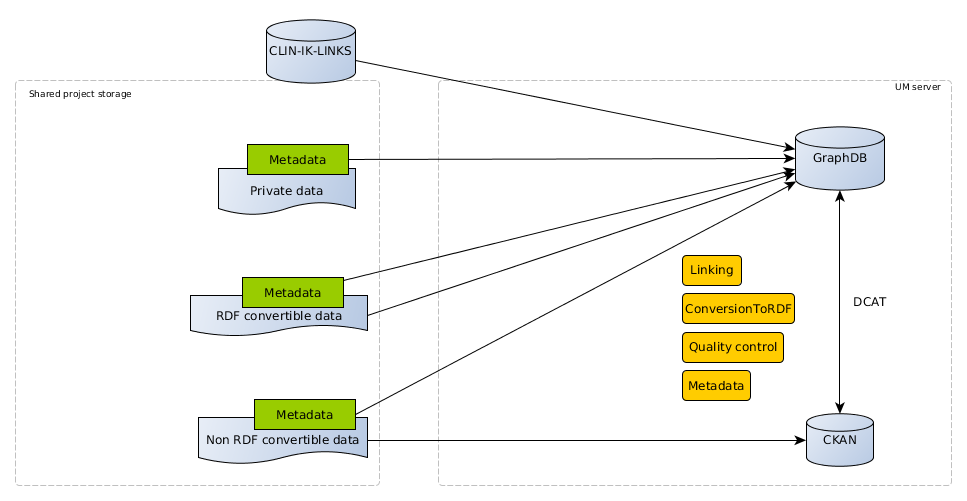 CLIN-IK-LINKS
Shared project storage
UM server
Metadata
Private data
GraphDB
Metadata
RDF convertible data
Linking
ConversionToRDF
DCAT
Quality control
Metadata
Metadata
Non RDF convertible data
CKAN